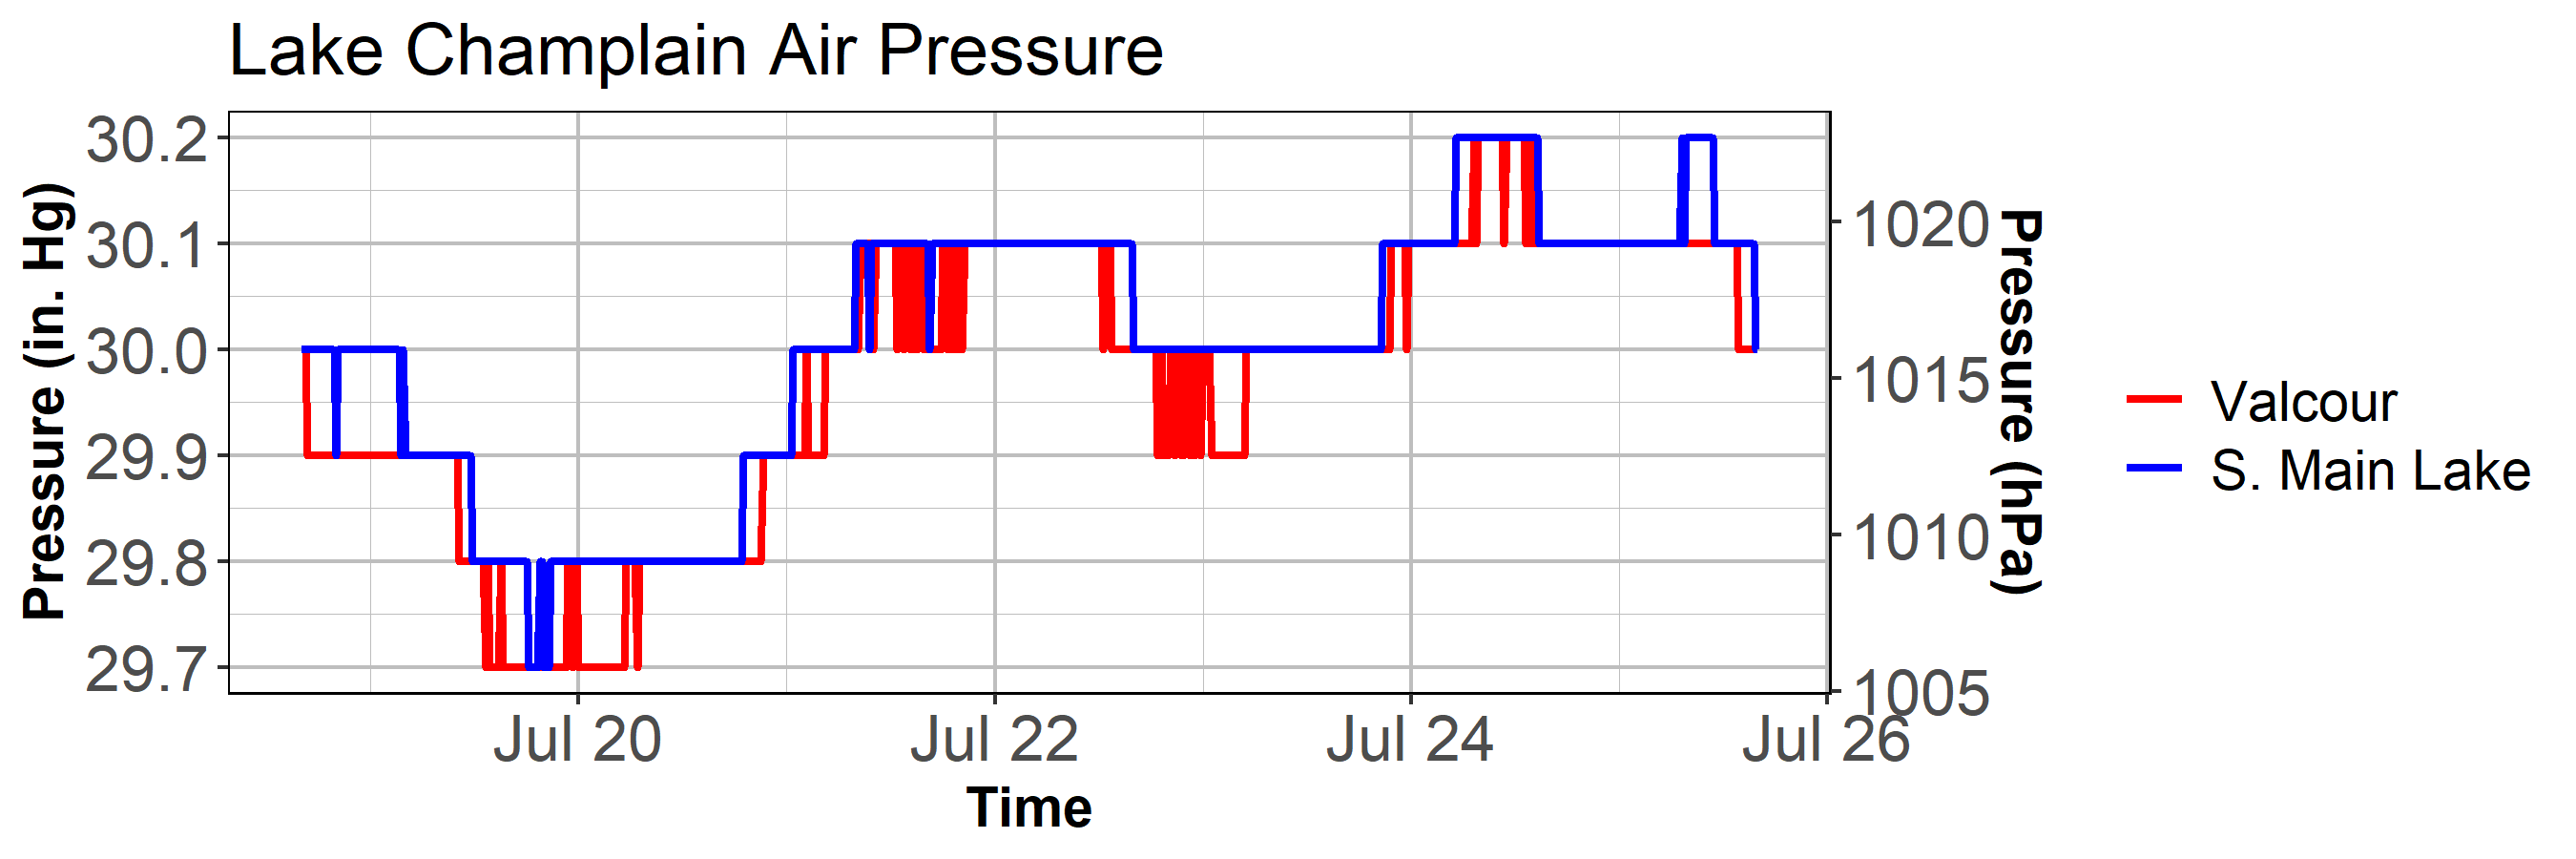 Lake Champlain Air Pressure
Pressure (in. Hg)
30.2
30.1
30.0
29.9
29.8
29.7
1020
1015
1010
1005
Pressure (hPa)
Jul 20
Jul 22
Jul 24
Jul 26
Time
Valcour
S. Main Lake